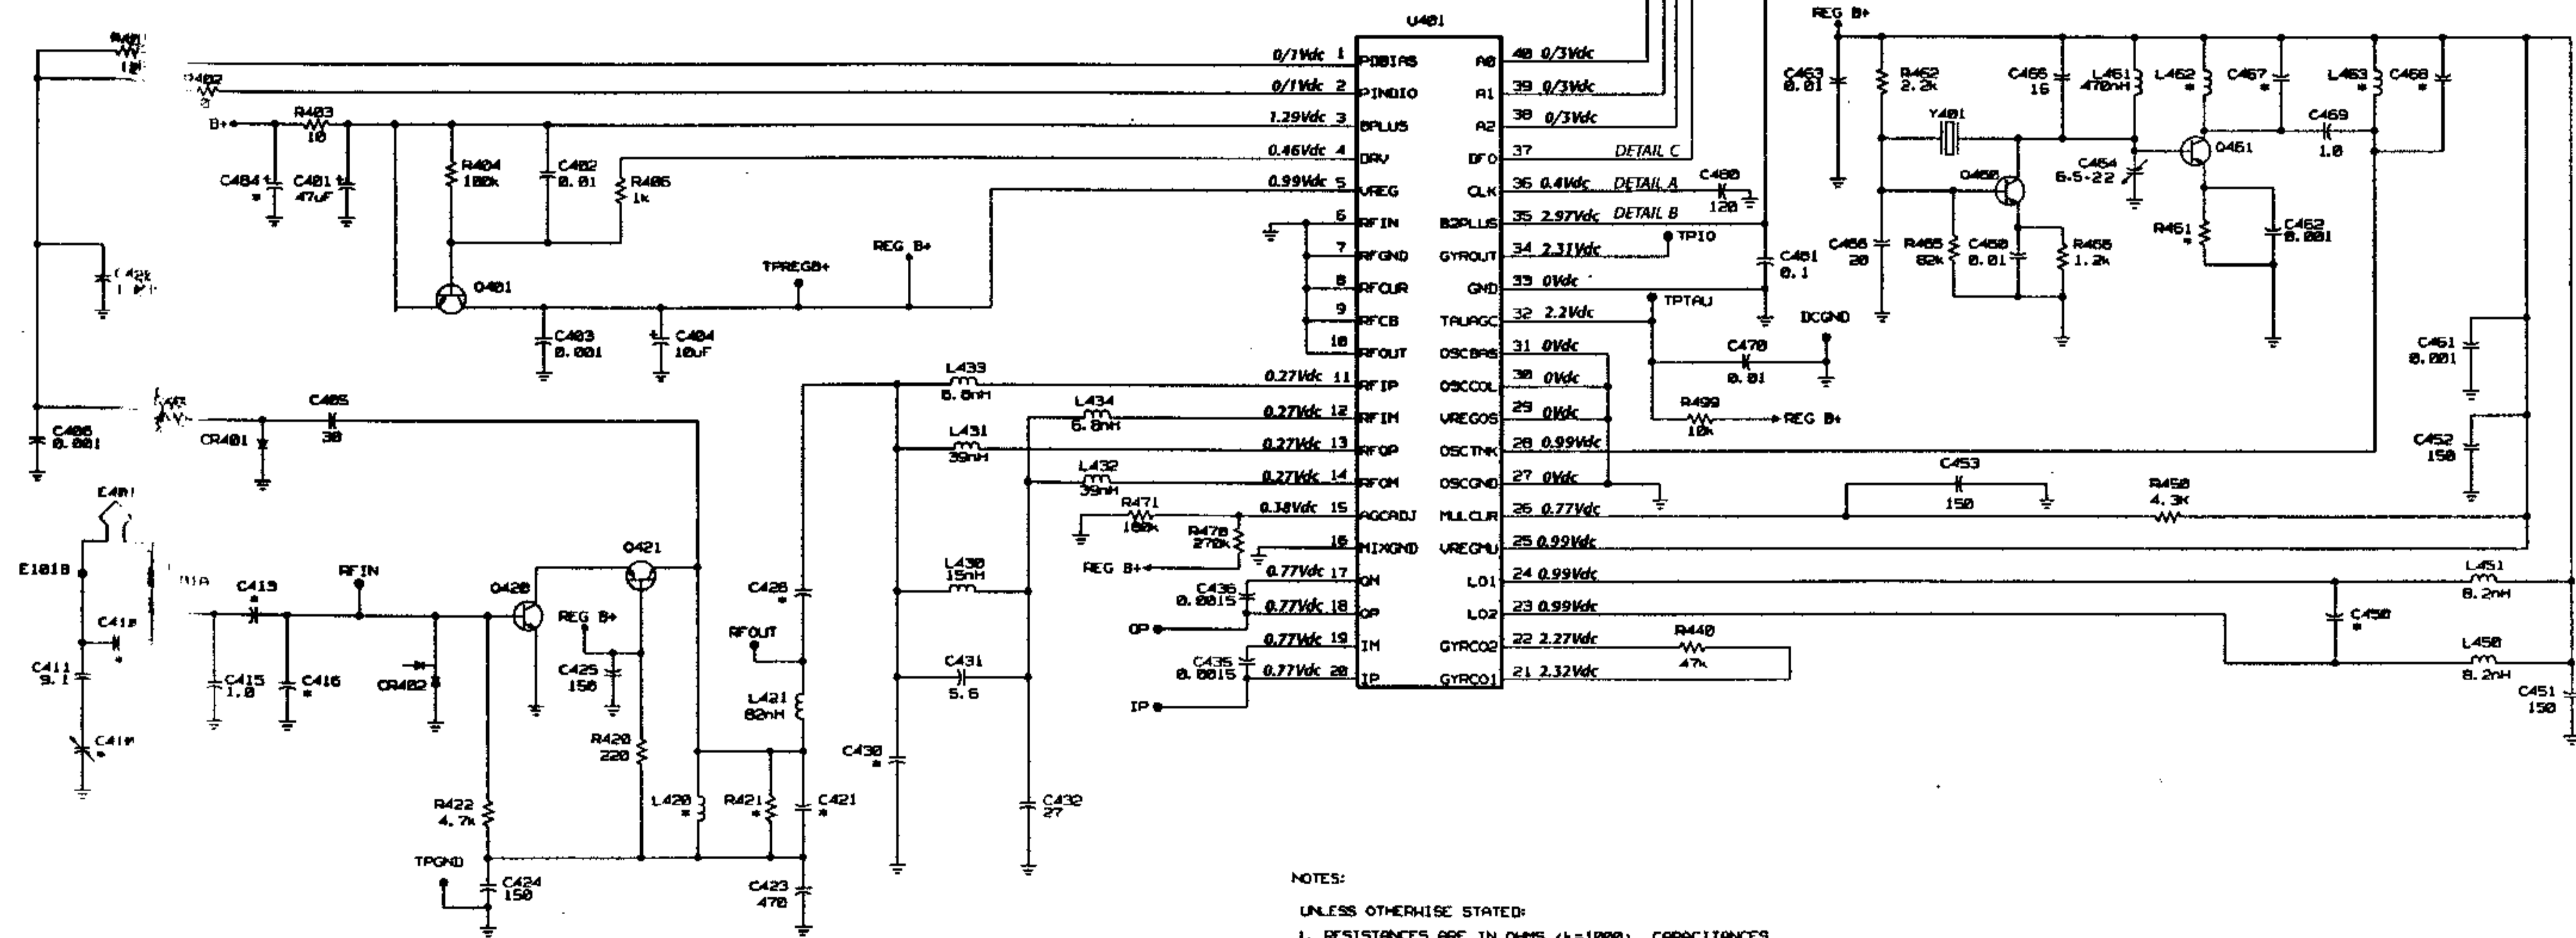 U401
0/1Vdc 1 PDBIAS
0/1Vdc 2 PINDIO
1.29Vdc 3 BPLUS
0.46Vdc 4 DRV
0.99Vdc 5 VREG
6 RFIN
7 RFGND
8 RFCUR
9 RFCB
10 RFOUT
0.27Vdc 11 RFIP
0.27Vdc 12 RFIM
0.27Vdc 13 RFQP
0.27Vdc 14 RFQM
0.38Vdc 15 AGCADJ
16 MIXGND
0.77Vdc 17 QM
0.77Vdc 18 QP
0.77Vdc 19 IM
0.77Vdc 20 IP
A0 40 0/3Vdc
A1 39 0/3Vdc
A2 38 0/3Vdc
DFO 37 DETAIL C
CLK 36 0.4Vdc DETAIL A
B2PLUS 35 2.97Vdc DETAIL B
GYROUT 34 2.31Vdc
GND 33 0Vdc
TAUAGC 32 2.2Vdc
OSCBAS 31 0Vdc
OSCCOL 30 0Vdc
VREGOS 29 0Vdc
OSCTNK 28 0.99Vdc
OSCGND 27 0Vdc
MULCUR 26 0.77Vdc
VREGMU 25 0.99Vdc
LO1 24 0.99Vdc
LO2 23 0.99Vdc
GYRCO2 22 2.27Vdc
GYRCO1 21 2.32Vdc
B+
R403
10
C484
*
C401
47uF
R404
100k
C402
0.01
R406
1k
Q401
TPREGB+
REG B+
C403
0.001
C404
10uF
C406
0.001
CR401
C405
30
E101B
C411
9.1
C413
*
C415
1.0
C416
*
RFIN
CR402
Q420
Q421
REG B+
C425
150
R420
220
R422
4.7k
TPGND
C424
150
L420
*
R421
*
C421
*
C423
470
L421
82nH
RFOUT
C426
*
C430
*
L433
6.8nH
L434
6.8nH
L431
39nH
L432
39nH
L430
15nH
C431
5.6
C432
27
R471
180k
R470
270k
REG B+
C436
0.0015
QP
C435
0.0015
IP
C480
120
TPIO
C481
0.1
TPTAU
DCGND
C470
0.01
R499
10k
REG B+
C453
150
R450
4.3K
R440
47k
C450
*
L451
8.2nH
L450
8.2nH
C451
150
C452
150
C461
0.001
REG B+
C463
0.01
R462
2.2k
Y401
C466
16
L461
470nH
L462
*
C467
*
L463
*
C468
*
C469
1.0
Q461
C464
6.5-22
Q460
20
R465
82k
C460
0.01
1.2k
R461
*
C462
0.001
NOTES:
UNLESS OTHERWISE STATED:
1. RESISTANCES ARE IN OHMS (k=1000). CAPACITANCES